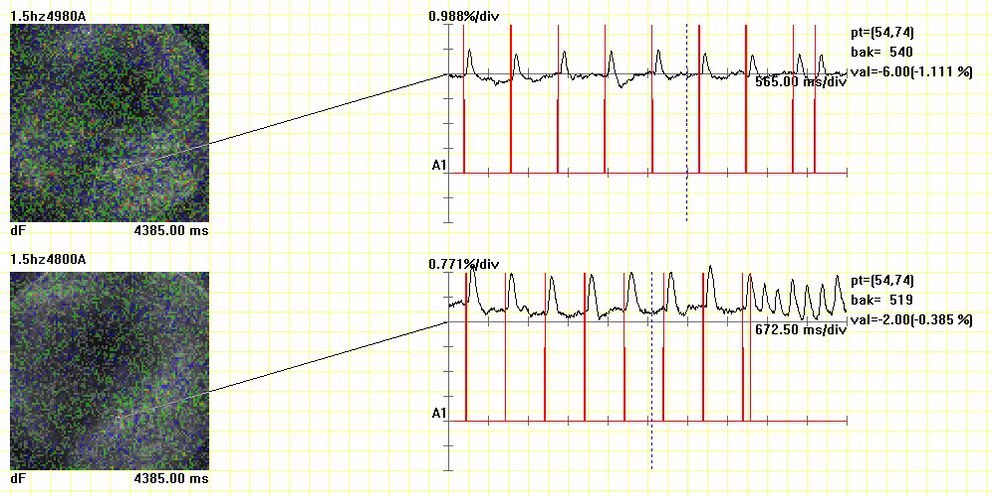 1.5hz4980A
0.988%/div
pt=[54,74]
bak= 540
val=-6.00(-1.111 %)
565.00 ms/div
A1
dF
4385.00 ms
1.5hz4800A
0.771%/div
pt=[54,74]
bak= 519
val=-2.00(-0.385 %)
672.50 ms/div
A1
dF
4385.00 ms